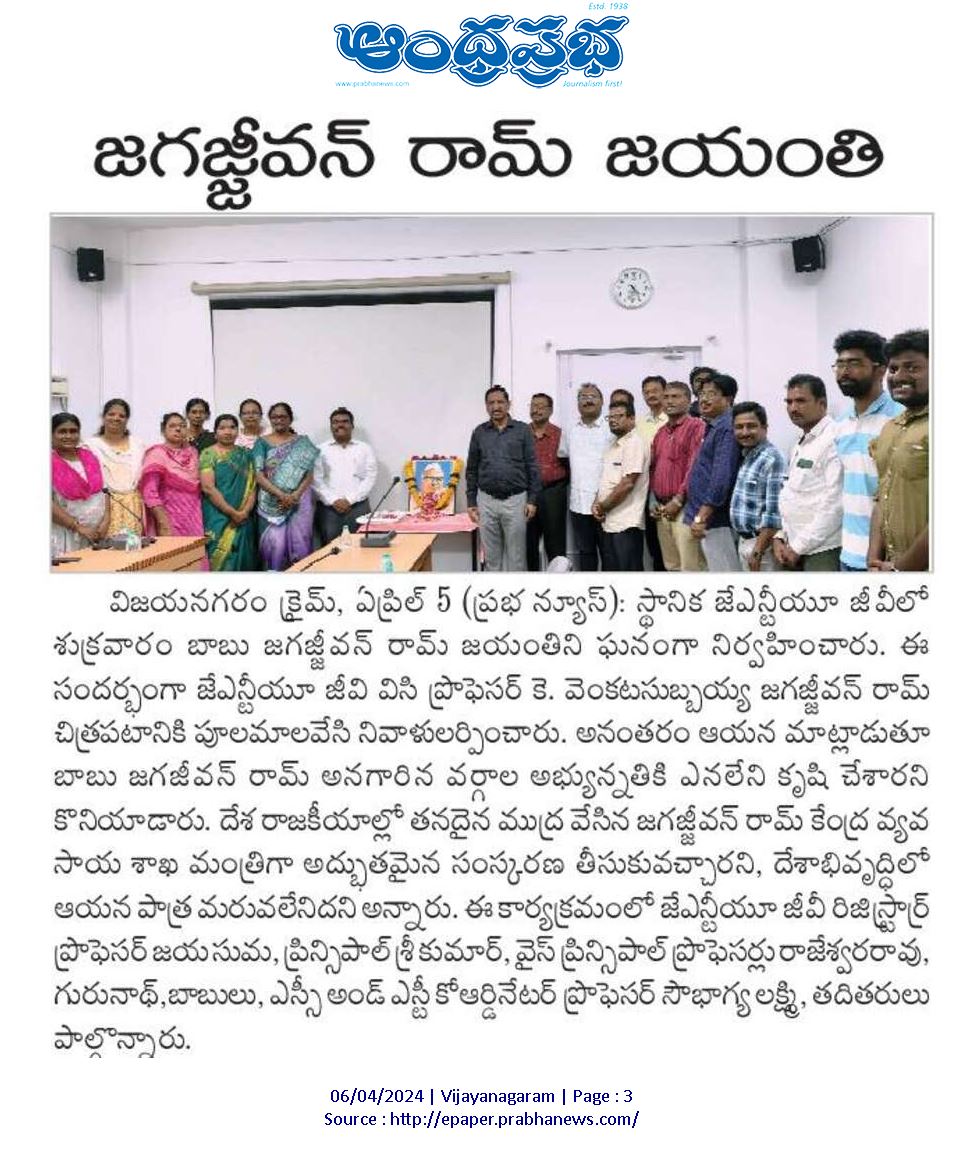 Estd. 1938
ఆంధ్రప్రభ
www.prabhanews.com
Journalism first!
జగజ్జీవన్ రామ్ జయంతి
విజయనగరం క్రైమ్, ఏప్రిల్ 5 (ప్రభ న్యూస్): స్థానిక జేఎన్టీయూ జీవీలో
శుక్రవారం బాబు జగజ్జీవన్ రామ్ జయంతిని ఘనంగా నిర్వహించారు. ఈ
సందర్భంగా జేఎన్టీయూ జీవి విసి ప్రొఫెసర్ కె. వెంకటసుబ్బయ్య జగజ్జీవన్ రామ్
చిత్రపటానికి పూలమాలవేసి నివాళులర్పించారు. అనంతరం ఆయన మాట్లాడుతూ
బాబు జగజీవన్ రామ్ అనగారిన వర్గాల అభ్యున్నతికి ఎనలేని కృషి చేశారని
కొనియాడారు. దేశ రాజకీయాల్లో తనదైన ముద్ర వేసిన జగజ్జీవన్ రామ్ కేంద్ర వ్యవ
సాయ శాఖ మంత్రిగా అద్భుతమైన సంస్కరణ తీసుకువచ్చారని, దేశాభివృద్ధిలో
ఆయన పాత్ర మరువలేనిదని అన్నారు. ఈ కార్యక్రమంలో జేఎన్టీయూ జీవీ రిజిస్ట్రార్ర్
ప్రొఫెసర్ జయసుమ, ప్రిన్సిపాల్ శ్రీకుమార్, వైస్ ప్రిన్సిపాల్ ప్రొఫెసర్లు రాజేశ్వరరావు,
గురునాథ్,బాబులు, ఎస్సీ అండ్ ఎస్టీ కోఆర్డినేటర్ ప్రొఫెసర్ సౌభాగ్య లక్ష్మి, తదితరులు
పాల్గొన్నారు.
06/04/2024 | Vijayanagaram | Page : 3
Source : http://epaper.prabhanews.com/